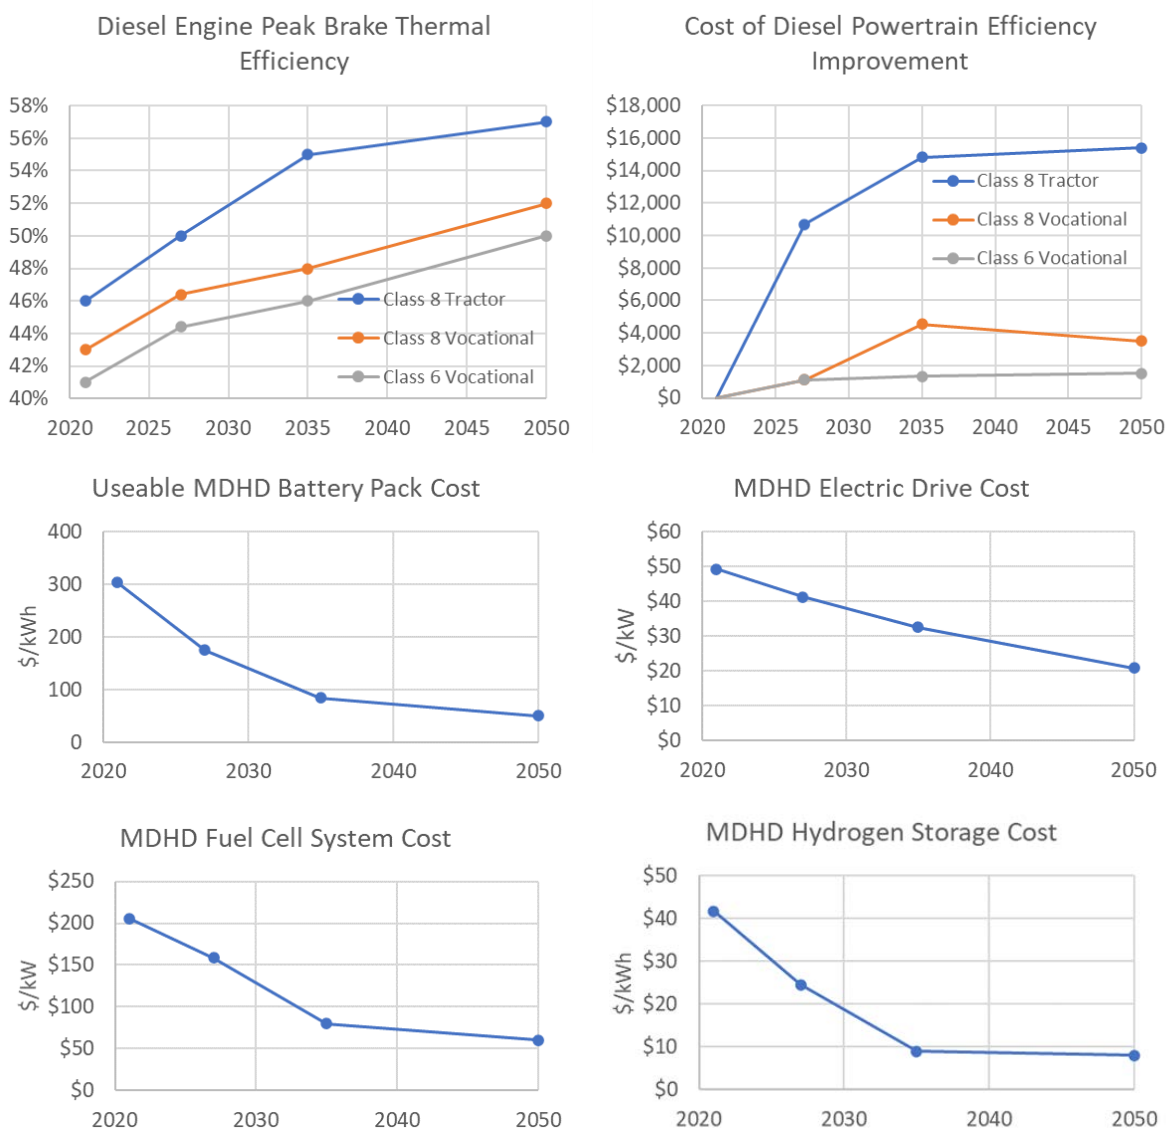 Diesel Engine Peak Brake Thermal
Efficiency
58%
56%
54%
52%
50%
48%
46%
44%
42%
40%
Class 8 Tractor
Class 8 Vocational
Class 6 Vocational
2020 2025 2030 2035 2040 2045 2050
Cost of Diesel Powertrain Efficiency
Improvement
$18,000
$16,000
$14,000
$12,000
$10,000
$8,000
$6,000
$4,000
$2,000
$0
Class 8 Tractor
Class 8 Vocational
Class 6 Vocational
2020 2025 2030 2035 2040 2045 2050
Useable MDHD Battery Pack Cost
$/kWh
400
300
200
100
0
2020 2030 2040 2050
MDHD Electric Drive Cost
$/kW
$60
$50
$40
$30
$20
$10
$0
2020 2030 2040 2050
MDHD Fuel Cell System Cost
$/kW
$250
$200
$150
$100
$50
$0
2020 2030 2040 2050
MDHD Hydrogen Storage Cost
$/kWh
$50
$40
$30
$20
$10
$0
2020 2030 2040 2050